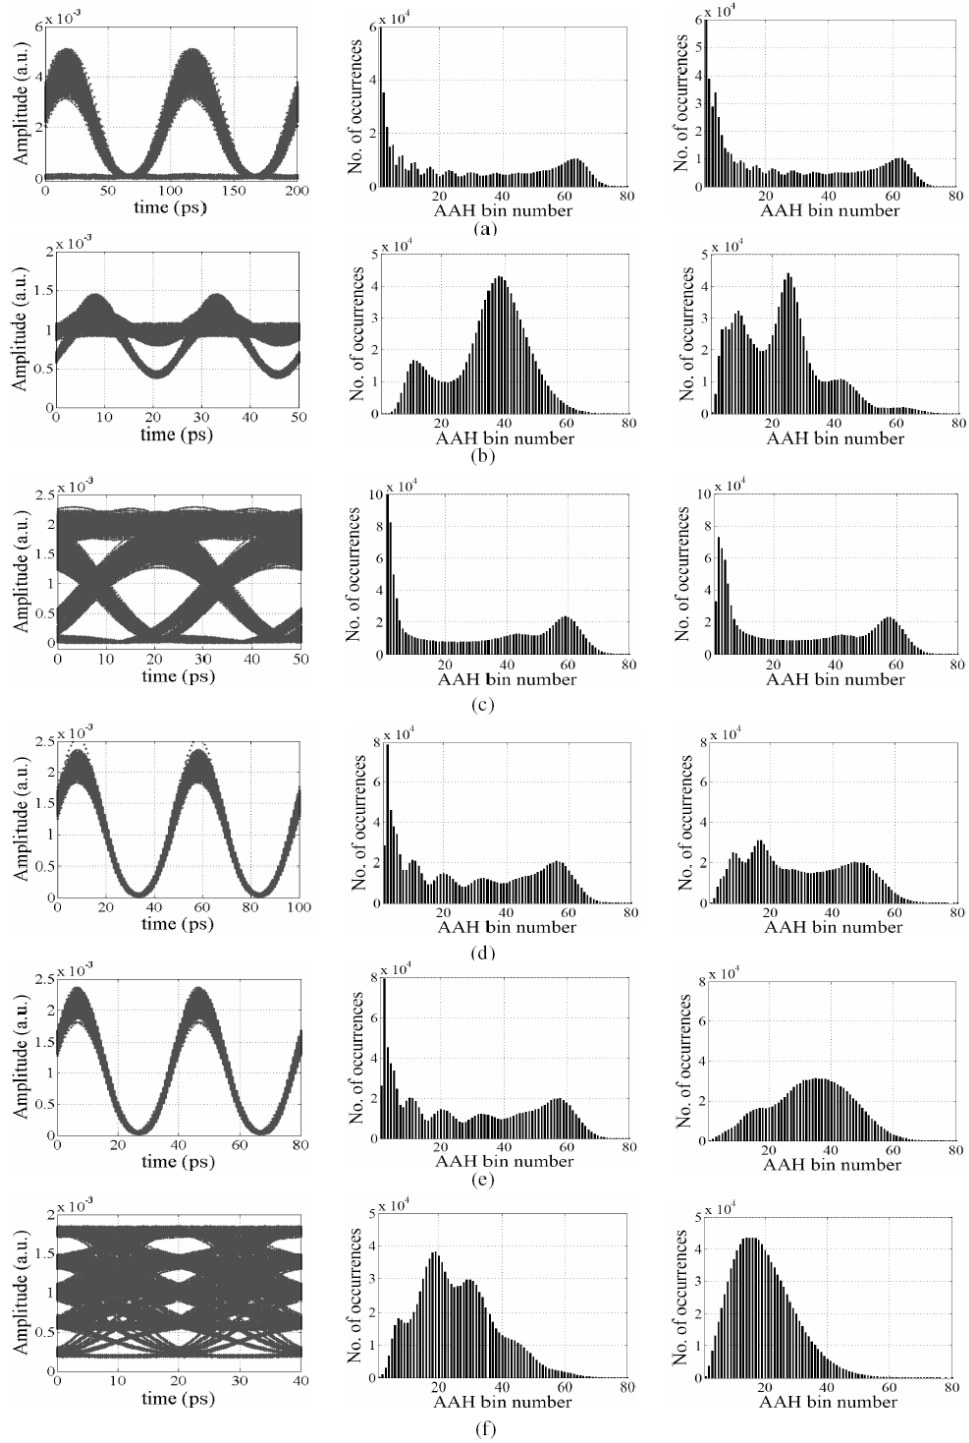 x 10⁻³
Amplitude (a.u.)
6
4
2
0
0 50 100 150 200
time (ps)
x 10⁴
No. of occurrences
6
5
4
3
2
1
0
20 40 60 80
AAH bin number
x 10⁴
No. of occurrences
6
5
4
3
2
1
0
20 40 60 80
AAH bin number
(a)
x 10⁻³
Amplitude (a.u.)
2
1.5
1
0.5
0
0 10 20 30 40 50
time (ps)
x 10⁴
No. of occurrences
5
4
3
2
1
0
20 40 60 80
AAH bin number
x 10⁴
No. of occurrences
5
4
3
2
1
0
20 40 60 80
AAH bin number
(b)
x 10⁻³
Amplitude (a.u.)
2.5
2
1.5
1
0.5
0
0 10 20 30 40 50
time (ps)
x 10⁴
No. of occurrences
10
8
6
4
2
0
20 40 60 80
AAH bin number
x 10⁴
No. of occurrences
10
8
6
4
2
0
20 40 60 80
AAH bin number
(c)
x 10⁻³
Amplitude (a.u.)
2.5
2
1.5
1
0.5
0
0 20 40 60 80 100
time (ps)
x 10⁴
No. of occurrences
8
6
4
2
0
20 40 60 80
AAH bin number
x 10⁴
No. of occurrences
8
6
4
2
0
20 40 60 80
AAH bin number
(d)
x 10⁻³
Amplitude (a.u.)
2.5
2
1.5
1
0.5
0
0 20 40 60 80
time (ps)
x 10⁴
No. of occurrences
8
6
4
2
0
20 40 60 80
AAH bin number
x 10⁴
No. of occurrences
8
6
4
2
0
20 40 60 80
AAH bin number
(e)
x 10⁻³
Amplitude (a.u.)
2
1.5
1
0.5
0
0 10 20 30 40
time (ps)
x 10⁴
No. of occurrences
5
4
3
2
1
0
20 40 60 80
AAH bin number
x 10⁴
No. of occurrences
5
4
3
2
1
0
20 40 60 80
AAH bin number
(f)